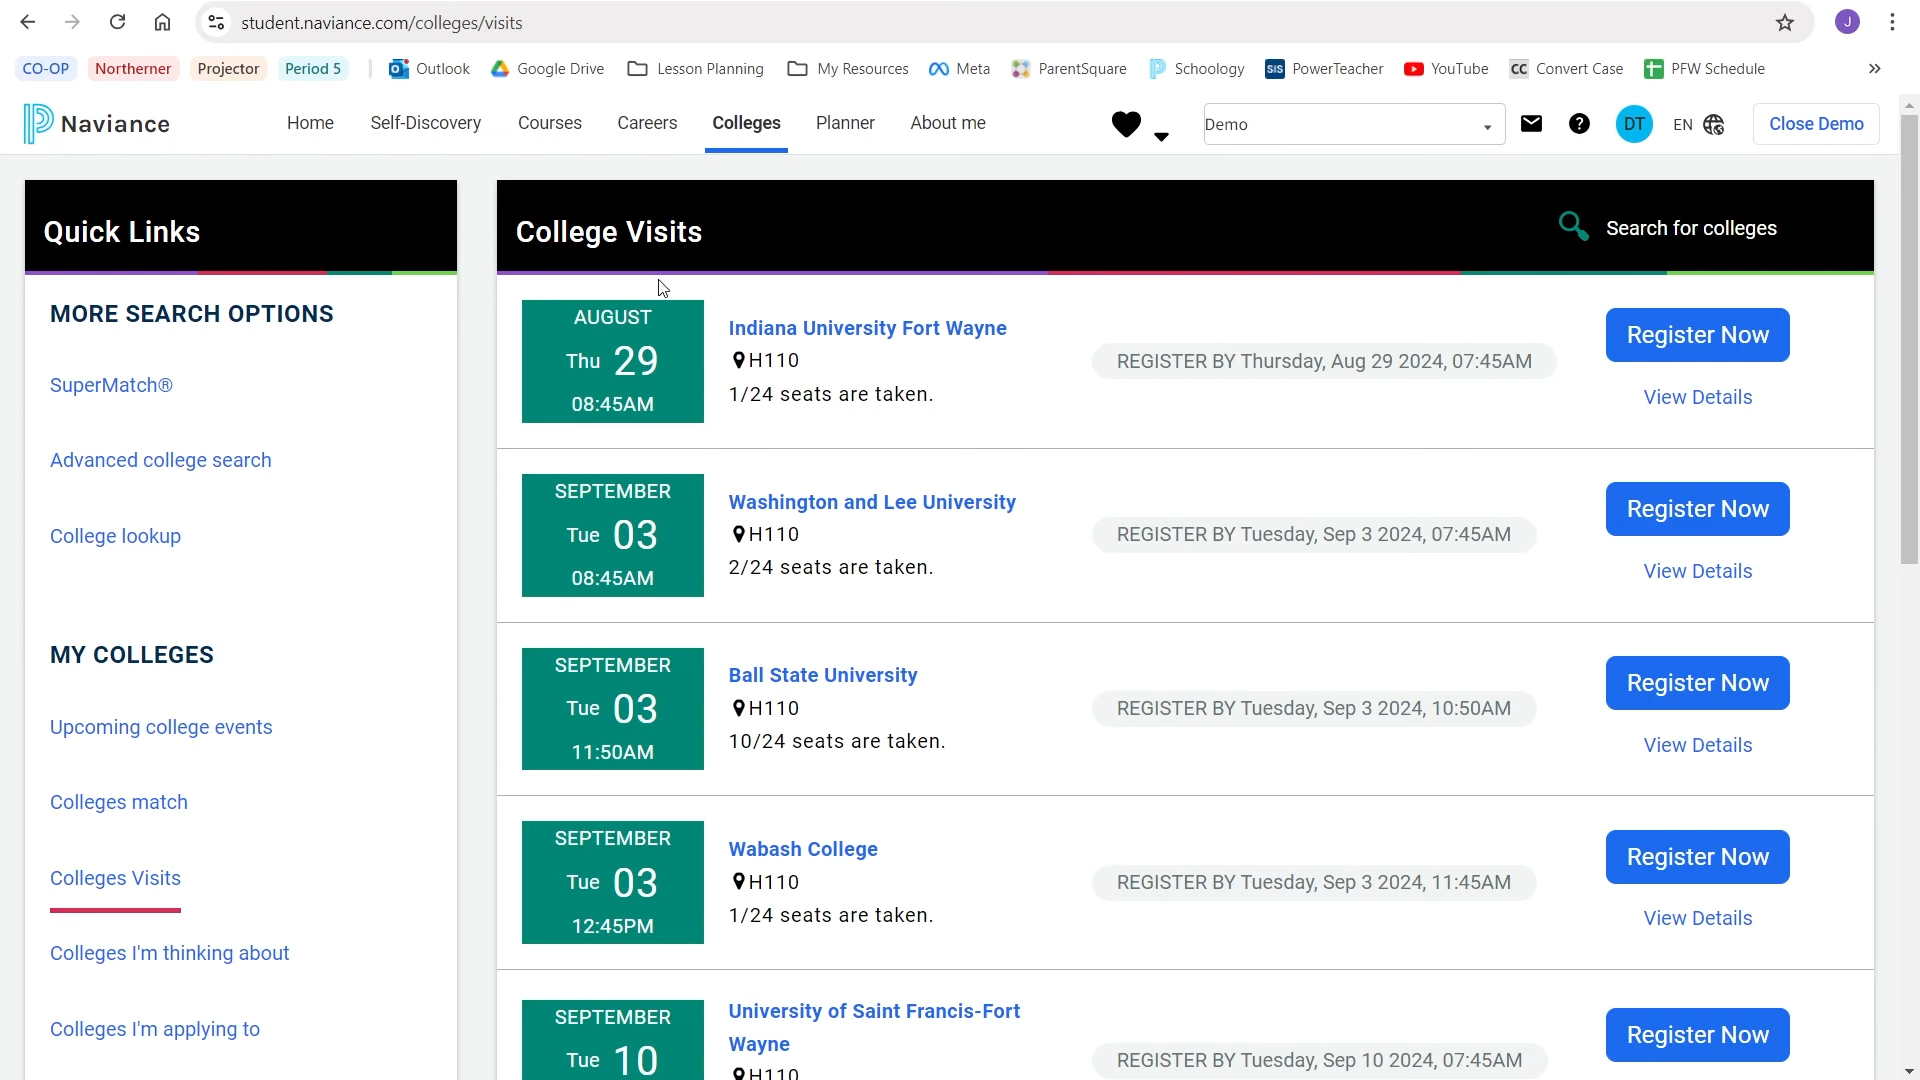 student.naviance.com/colleges/visits
J
CO-OP Northerner Projector Period 5 Outlook Google Drive Lesson Planning My Resources Meta ParentSquare Schoology SIS PowerTeacher YouTube CC Convert Case PFW Schedule »
Naviance Home Self-Discovery Courses Careers Colleges Planner About me Demo ? DT EN Close Demo
Quick Links
MORE SEARCH OPTIONS
SuperMatch®
Advanced college search
College lookup
MY COLLEGES
Upcoming college events
Colleges match
Colleges Visits
Colleges I'm thinking about
Colleges I'm applying to
College Visits
Search for colleges
AUGUST
Thu 29
08:45AM
Indiana University Fort Wayne
H110
1/24 seats are taken.
REGISTER BY Thursday, Aug 29 2024, 07:45AM
Register Now
View Details
SEPTEMBER
Tue 03
08:45AM
Washington and Lee University
H110
2/24 seats are taken.
REGISTER BY Tuesday, Sep 3 2024, 07:45AM
Register Now
View Details
SEPTEMBER
Tue 03
11:50AM
Ball State University
H110
10/24 seats are taken.
REGISTER BY Tuesday, Sep 3 2024, 10:50AM
Register Now
View Details
SEPTEMBER
Tue 03
12:45PM
Wabash College
H110
1/24 seats are taken.
REGISTER BY Tuesday, Sep 3 2024, 11:45AM
Register Now
View Details
SEPTEMBER
Tue 10
University of Saint Francis-Fort
Wayne
H110
REGISTER BY Tuesday, Sep 10 2024, 07:45AM
Register Now